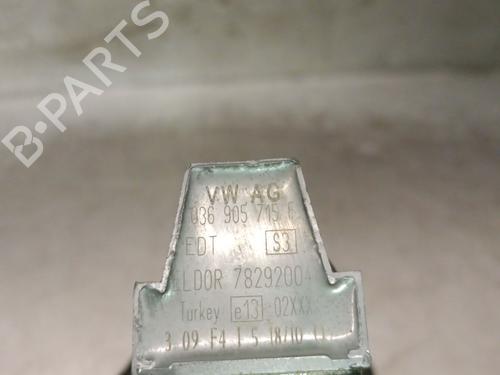 B-PARTS
VW AG
036 905 715
EDT S3
LDOR 7829200
Turkey e13 02XXX
3 09 F4 1 5 18/10 11